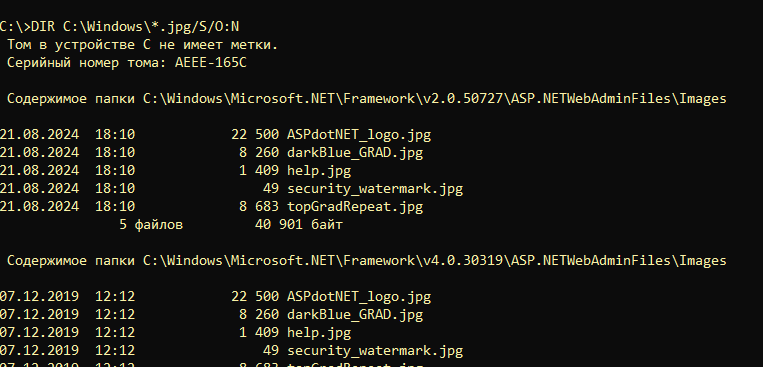 C:\>DIR C:\Windows\*.jpg/S/O:N
Том в устройстве C не имеет метки.
Серийный номер тома: AEEE-165C
Содержимое папки C:\Windows\Microsoft.NET\Framework\v2.0.50727\ASP.NETWebAdminFiles\Images
21.08.2024  18:10            22 500 ASPdotNET_logo.jpg
21.08.2024  18:10             8 260 darkBlue_GRAD.jpg
21.08.2024  18:10             1 409 help.jpg
21.08.2024  18:10                49 security_watermark.jpg
21.08.2024  18:10             8 683 topGradRepeat.jpg
5 файлов         40 901 байт
Содержимое папки C:\Windows\Microsoft.NET\Framework\v4.0.30319\ASP.NETWebAdminFiles\Images
07.12.2019  12:12            22 500 ASPdotNET_logo.jpg
07.12.2019  12:12             8 260 darkBlue_GRAD.jpg
07.12.2019  12:12             1 409 help.jpg
07.12.2019  12:12                49 security_watermark.jpg
07.12.2019  12:12             8 683 topGradRepeat.jpg